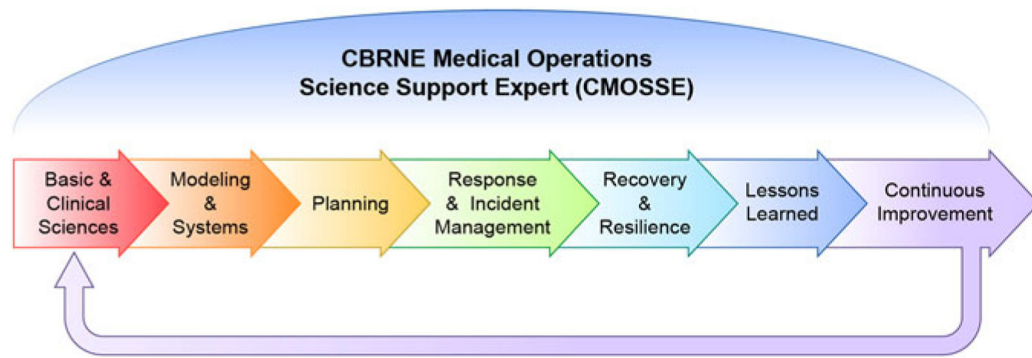 CBRNE Medical Operations
Science Support Expert (CMOSSE)
Basic &
Clinical
Sciences
Modeling
&
Systems
Planning
Response
& Incident
Management
Recovery
&
Resilience
Lessons
Learned
Continuous
Improvement